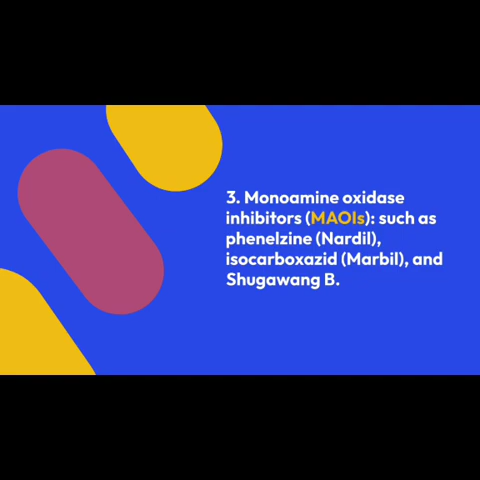 3. Monoamine oxidase
inhibitors (MAOIs): such as
phenelzine (Nardil),
isocarboxazid (Marbil), and
Shugawang B.